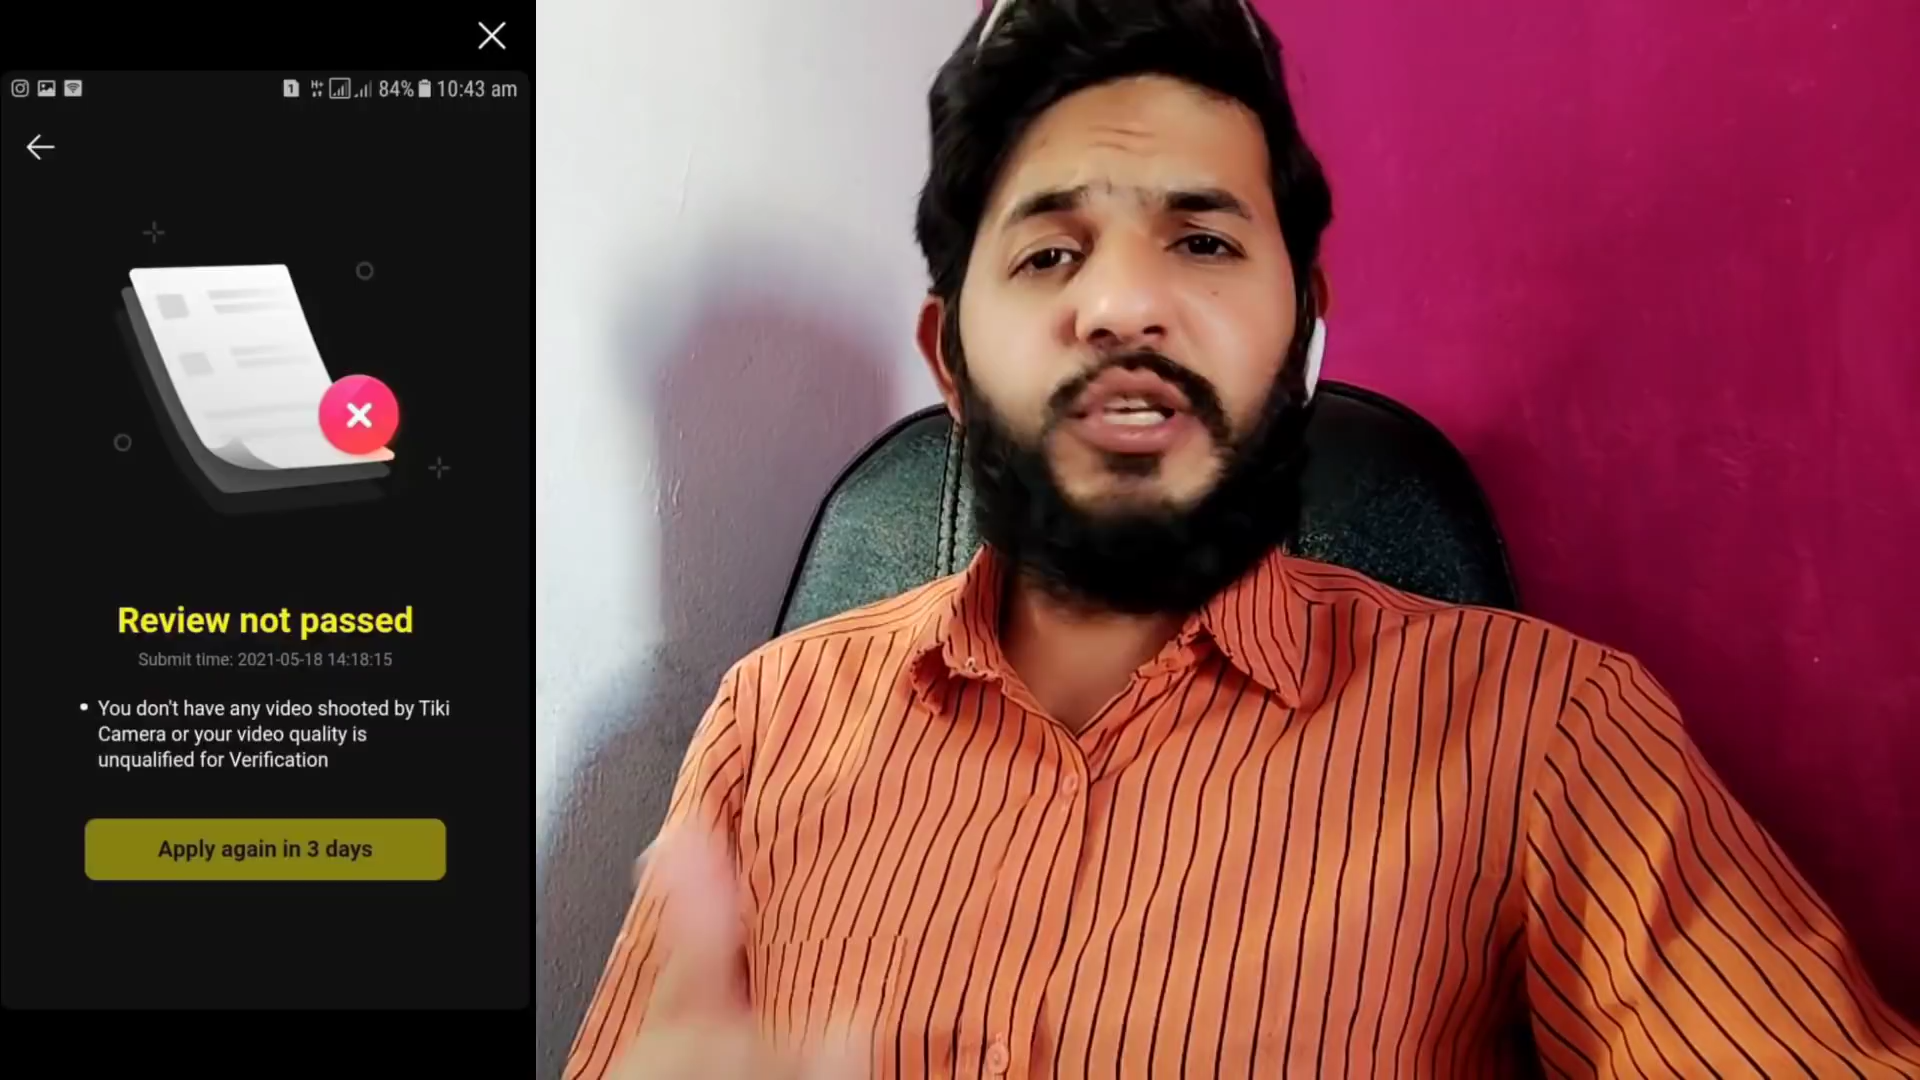 84% 10:43 am
Review not passed
Submit time: 2021-05-18 14:18:15
• You don't have any video shooted by Tiki
Camera or your video quality is
unqualified for Verification
Apply again in 3 days